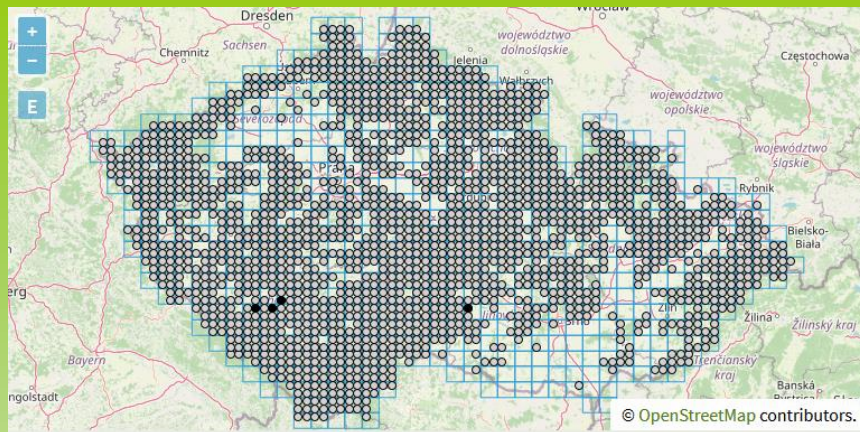 Dresden
Wrocław
+
Sachsen
województwo
dolnośląskie
Chemnitz
Jelenia
Częstochowa
−
Wałbrzych
E
województwo
opolskie
Severozápad
województwo
śląskie
Praha
Rybnik
Bielsko-
Biała
erg
Zlín
Žilina
Žilinský kraj
Brno
Bayern
Trenčiansky
kraj
ngolstadt
Banská
© OpenStreetMap contributors.